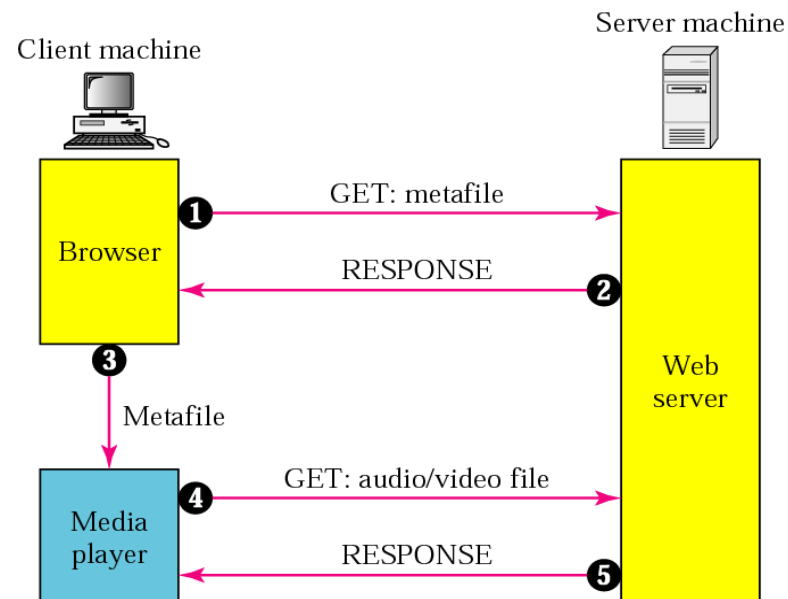 Server machine
Client machine
GET: metafile
1
Browser
RESPONSE
2
3
Web
server
Metafile
GET: audio/video file
4
Media
player
RESPONSE
5